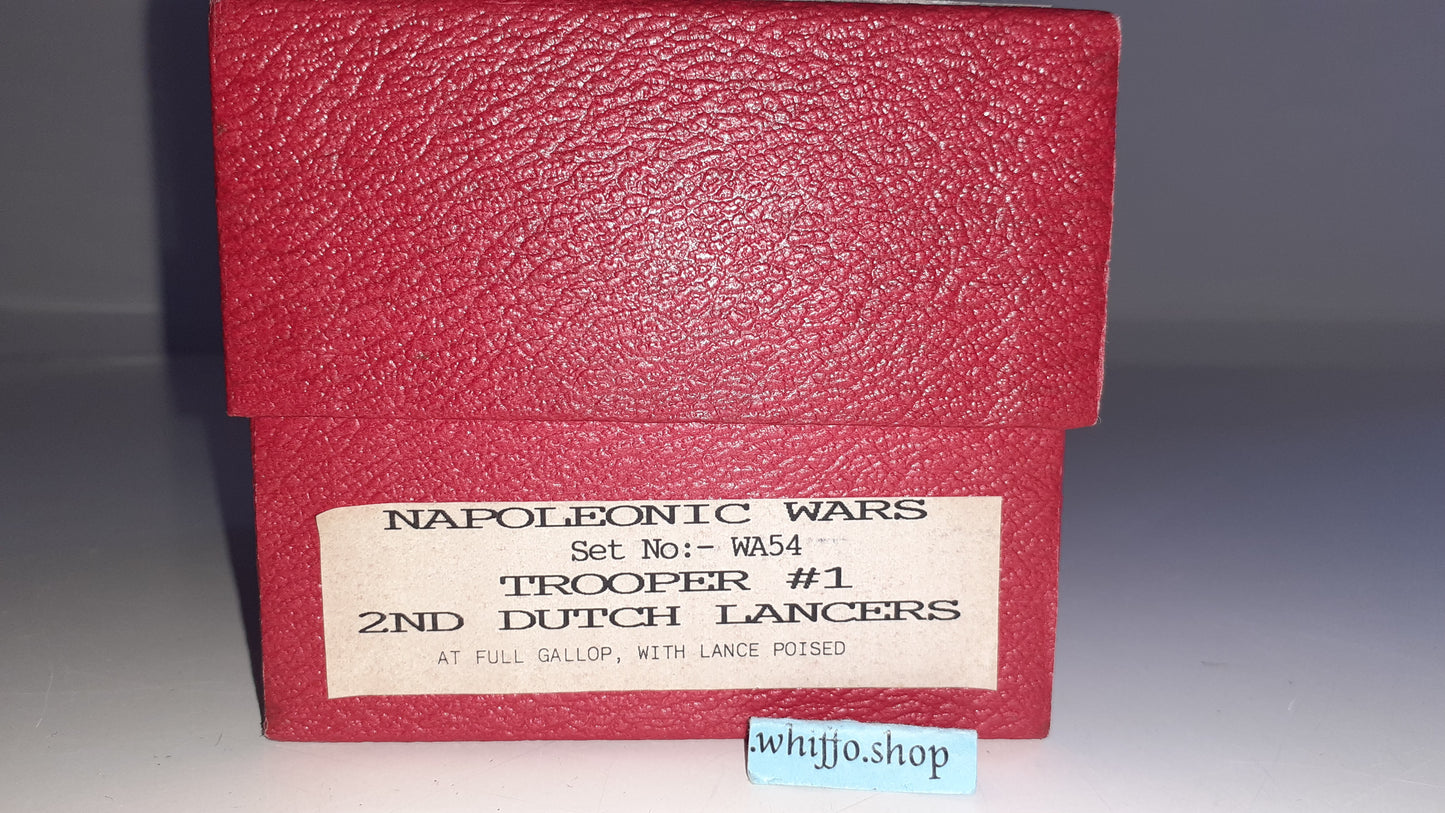 NAPOLEONIC WARS
Set No:- WA54
TROOPER #1
2ND DUTCH LANCERS
AT FULL GALLOP, WITH LANCE POISED
.whiffo.shop